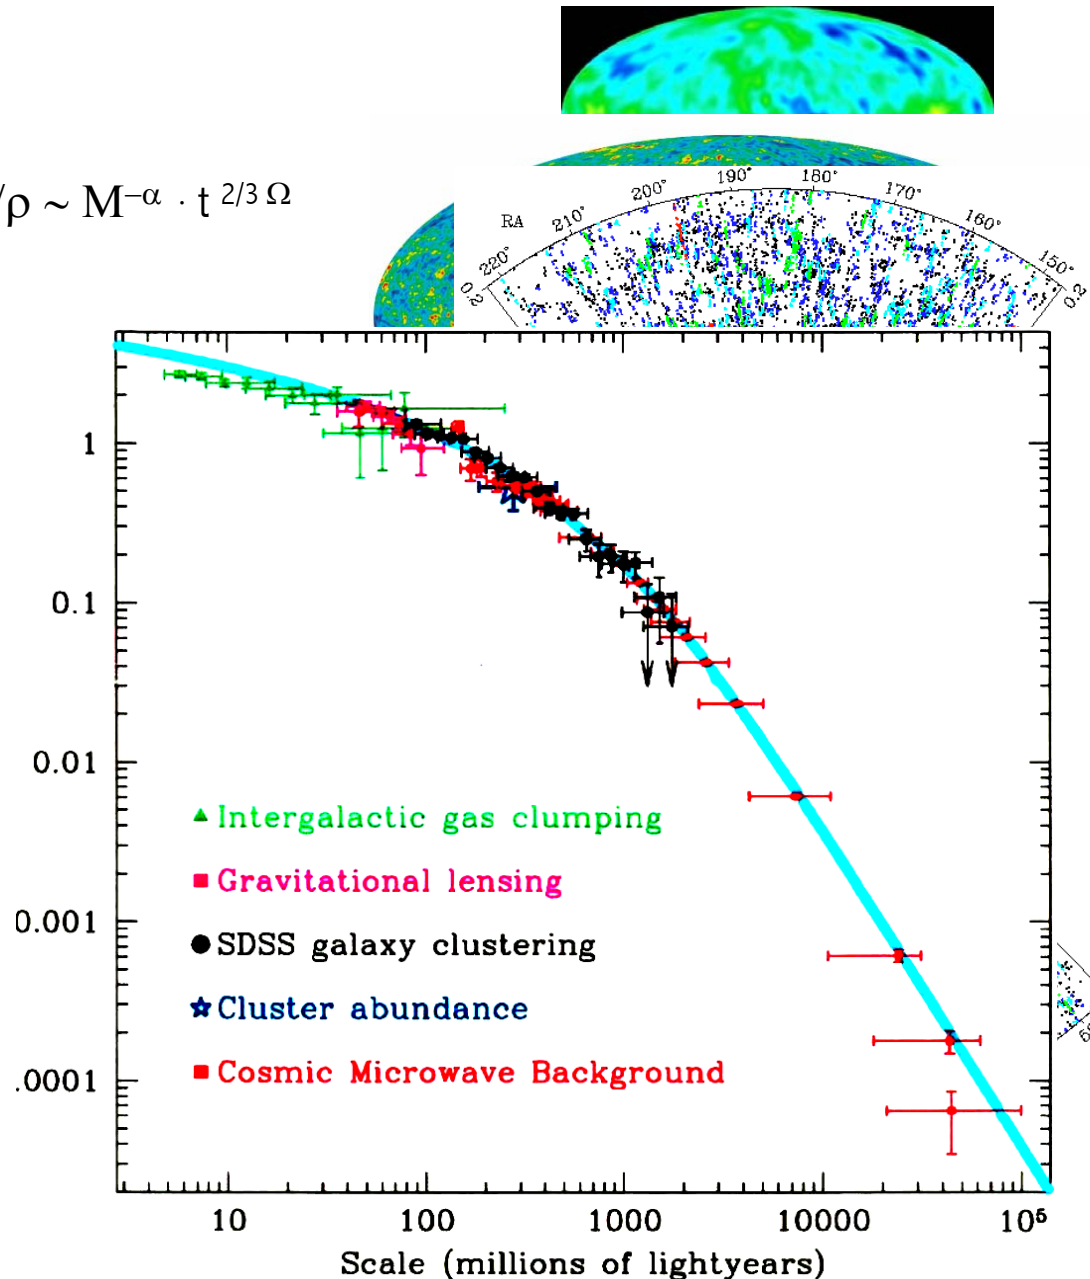 /ρ ~ M⁻ᵅ · t ²/³ Ω
RA
220° 210° 200° 190° 180° 170° 160° 150°
0.2 0.2
1
0.1
0.01
0.001
.0001
Intergalactic gas clumping
Gravitational lensing
SDSS galaxy clustering
Cluster abundance
Cosmic Microwave Background
10 100 1000 10000 10⁵
Scale (millions of lightyears)